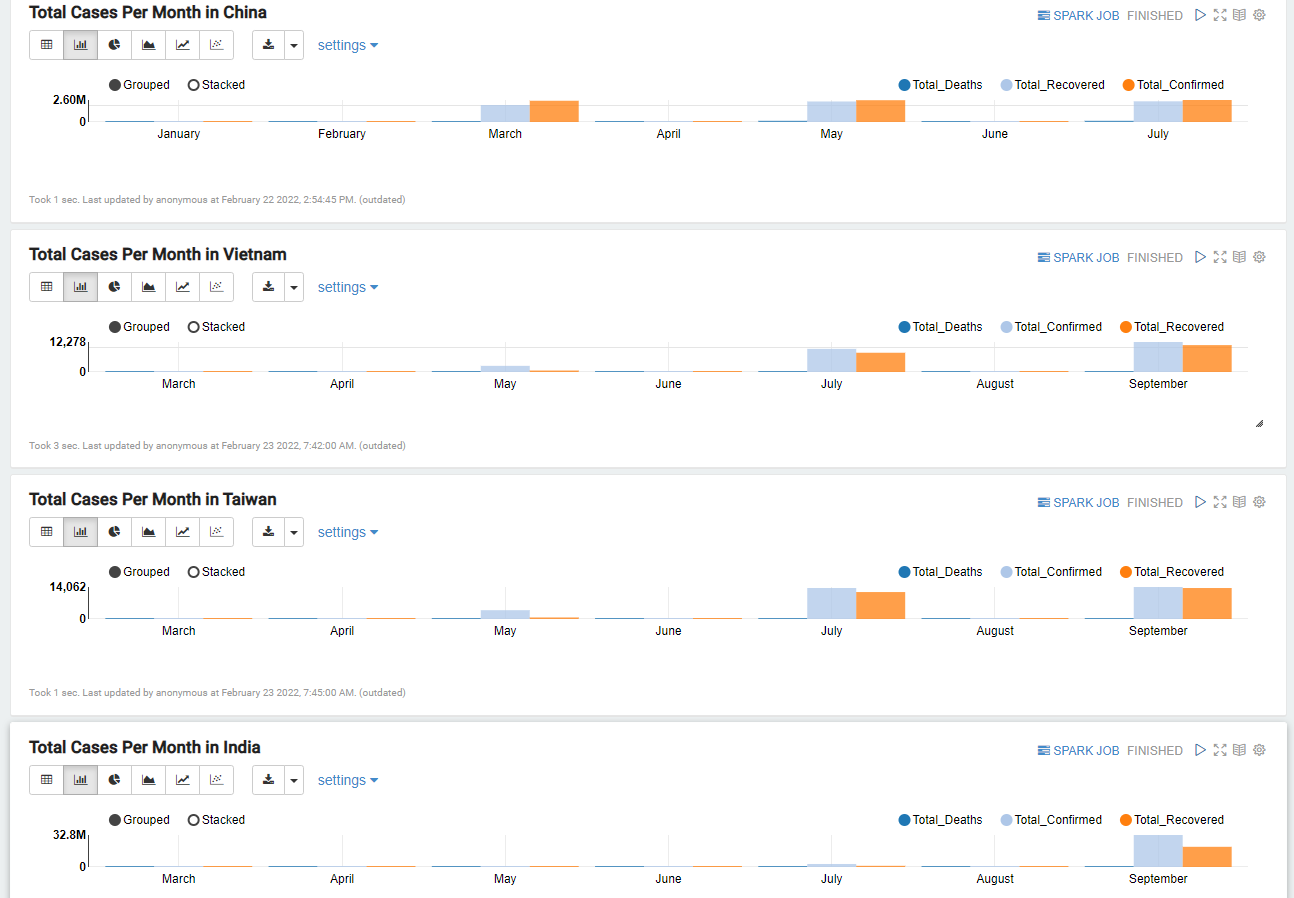 Total Cases Per Month in China
SPARK JOB FINISHED
settings
Grouped Stacked Total_Deaths Total_Recovered Total_Confirmed
2.60M
0
January February March April May June July
Took 1 sec. Last updated by anonymous at February 22 2022, 2:54:45 PM. (outdated)
Total Cases Per Month in Vietnam
SPARK JOB FINISHED
settings
Grouped Stacked Total_Deaths Total_Confirmed Total_Recovered
12,278
0
March April May June July August September
Took 3 sec. Last updated by anonymous at February 23 2022, 7:42:00 AM. (outdated)
Total Cases Per Month in Taiwan
SPARK JOB FINISHED
settings
Grouped Stacked Total_Deaths Total_Confirmed Total_Recovered
14,062
0
March April May June July August September
Took 1 sec. Last updated by anonymous at February 23 2022, 7:45:00 AM. (outdated)
Total Cases Per Month in India
SPARK JOB FINISHED
settings
Grouped Stacked Total_Deaths Total_Confirmed Total_Recovered
32.8M
0
March April May June July August September